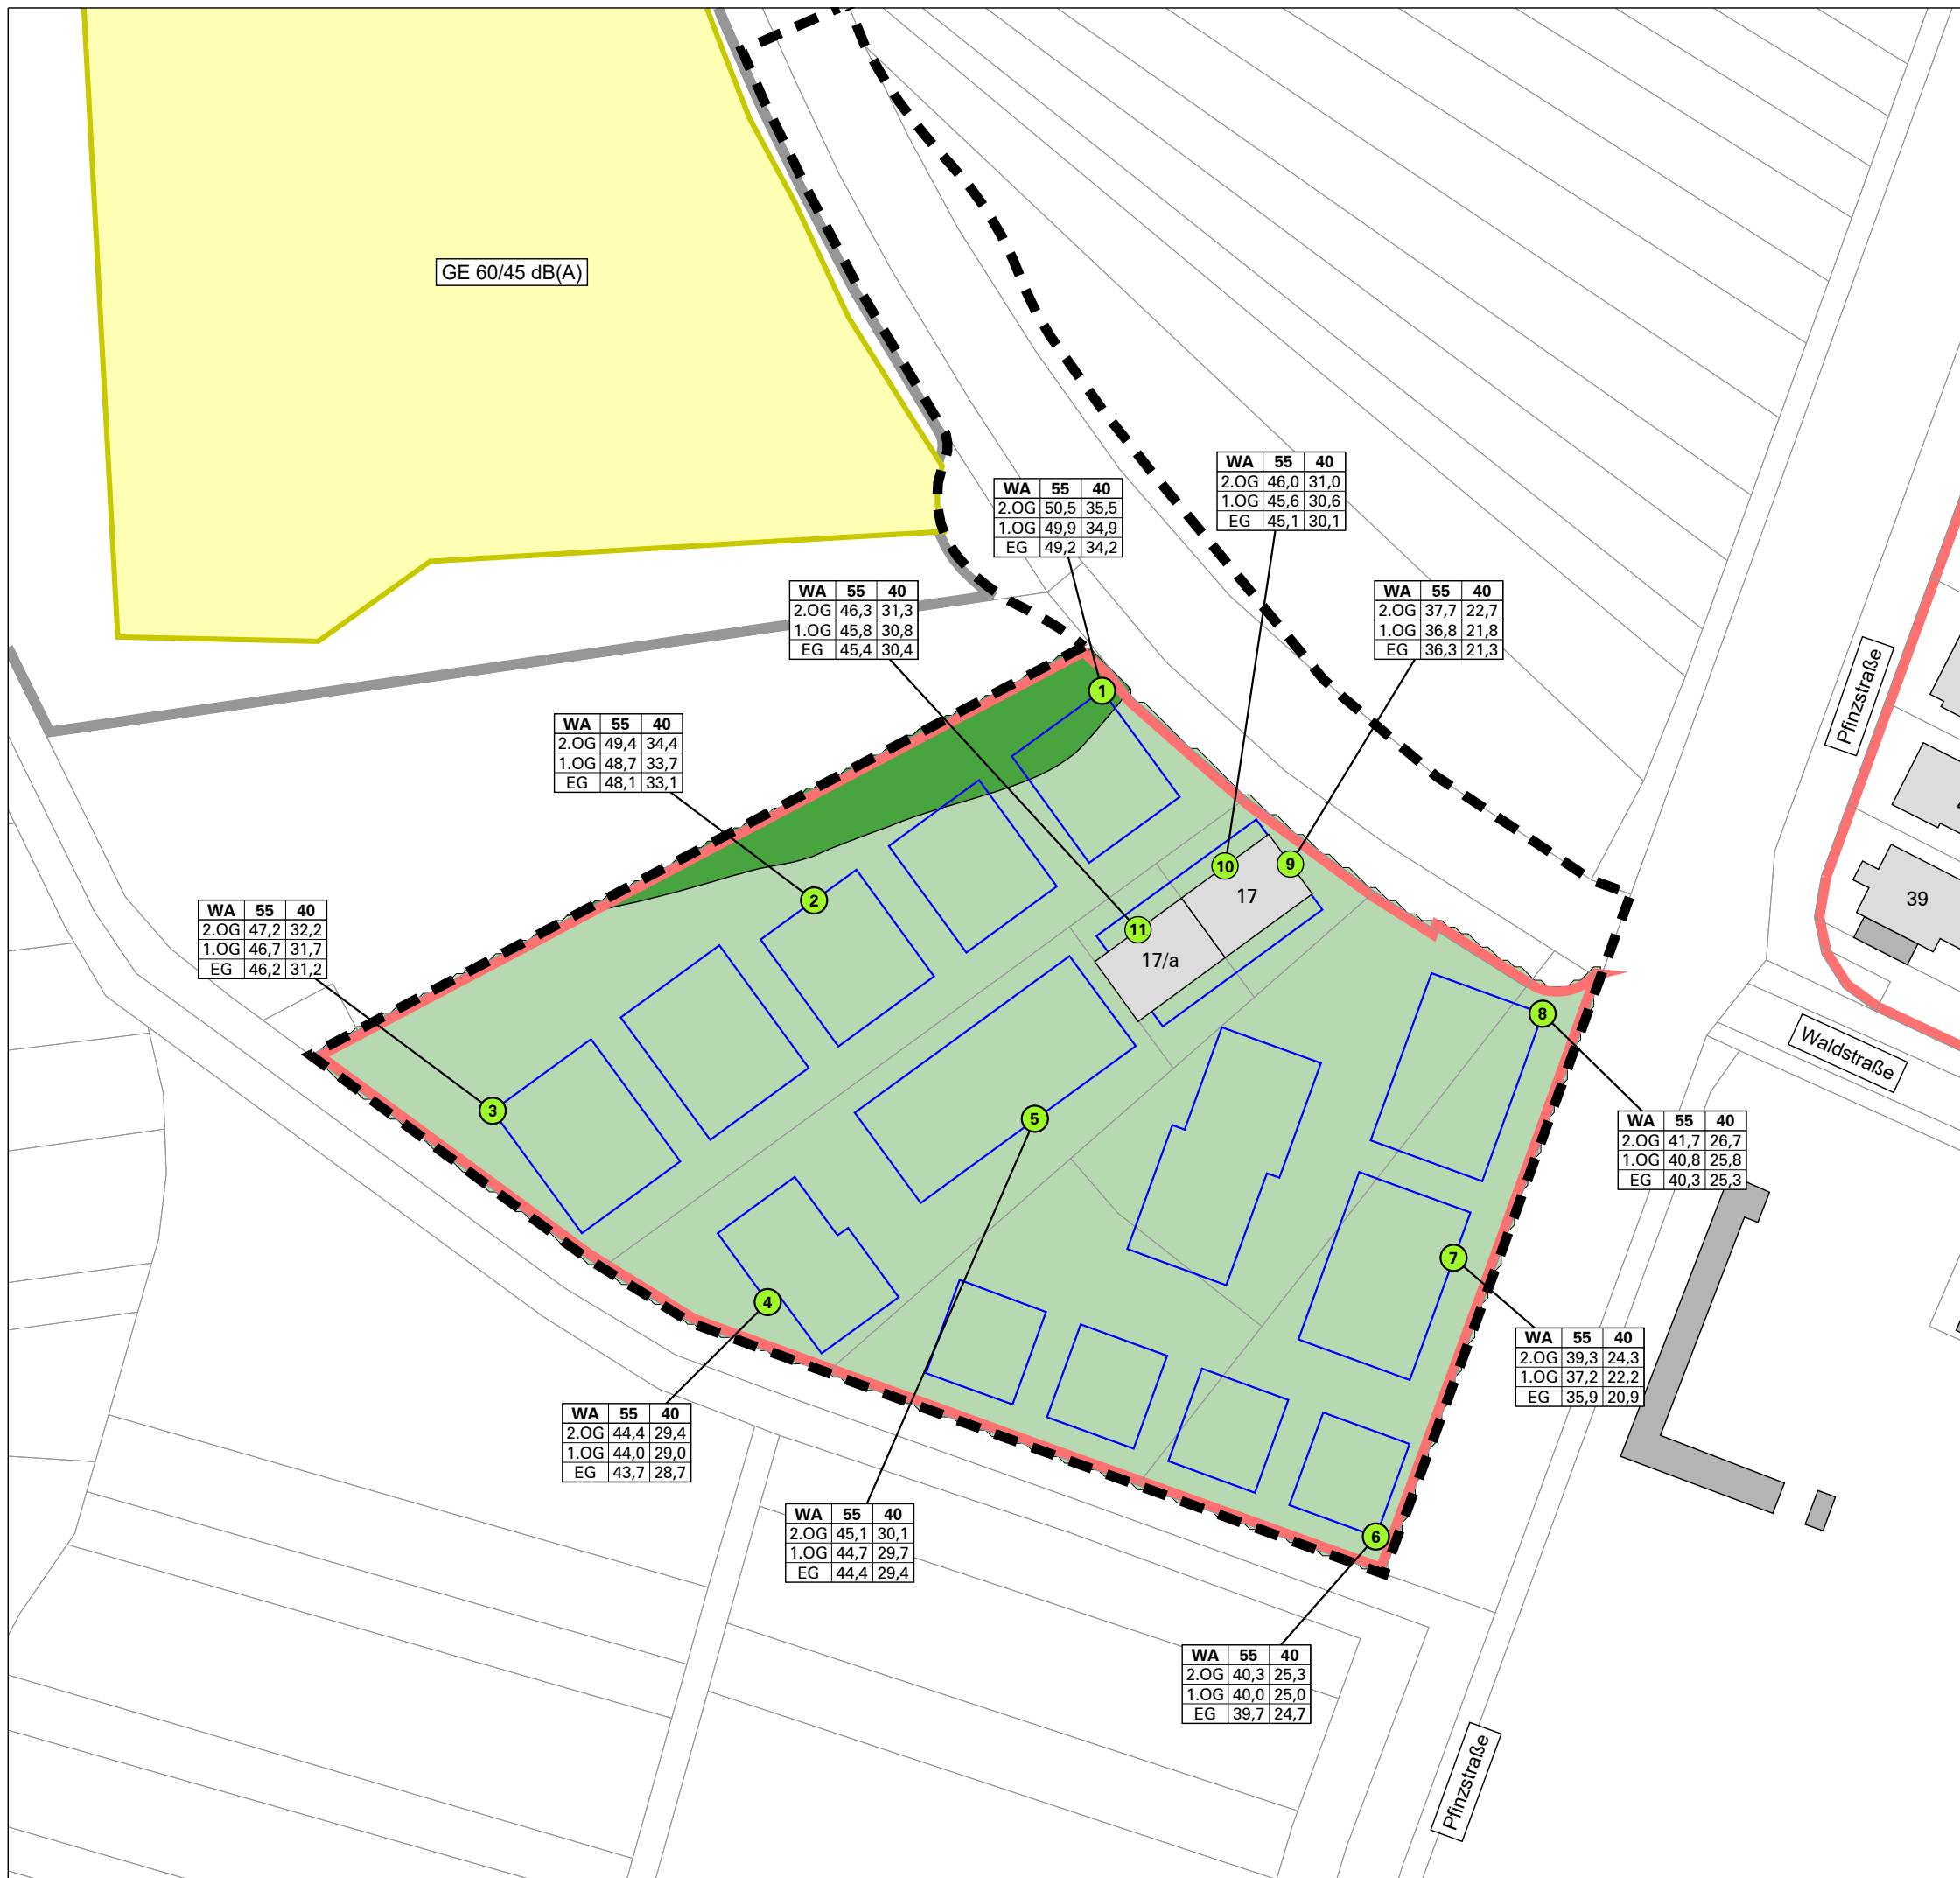 GE 60/45 dB(A)
WA 55 40
2.OG 46,0 31,0
1.OG 45,6 30,6
EG 45,1 30,1
WA 55 40
2.OG 50,5 35,5
1.OG 49,9 34,9
EG 49,2 34,2
WA 55 40
2.OG 46,3 31,3
1.OG 45,8 30,8
EG 45,4 30,4
WA 55 40
2.OG 37,7 22,7
1.OG 36,8 21,8
EG 36,3 21,3
Pfinzstraße
1
WA 55 40
2.OG 49,4 34,4
1.OG 48,7 33,7
EG 48,1 33,1
10
9
17
2
39
11
17/a
WA 55 40
2.OG 47,2 32,2
1.OG 46,7 31,7
EG 46,2 31,2
8
Waldstraße
3
5
WA 55 40
2.OG 41,7 26,7
1.OG 40,8 25,8
EG 40,3 25,3
7
4
WA 55 40
2.OG 39,3 24,3
1.OG 37,2 22,2
EG 35,9 20,9
WA 55 40
2.OG 44,4 29,4
1.OG 44,0 29,0
EG 43,7 28,7
WA 55 40
2.OG 45,1 30,1
1.OG 44,7 29,7
EG 44,4 29,4
6
WA 55 40
2.OG 40,3 25,3
1.OG 40,0 25,0
EG 39,7 24,7
Pfinzstraße